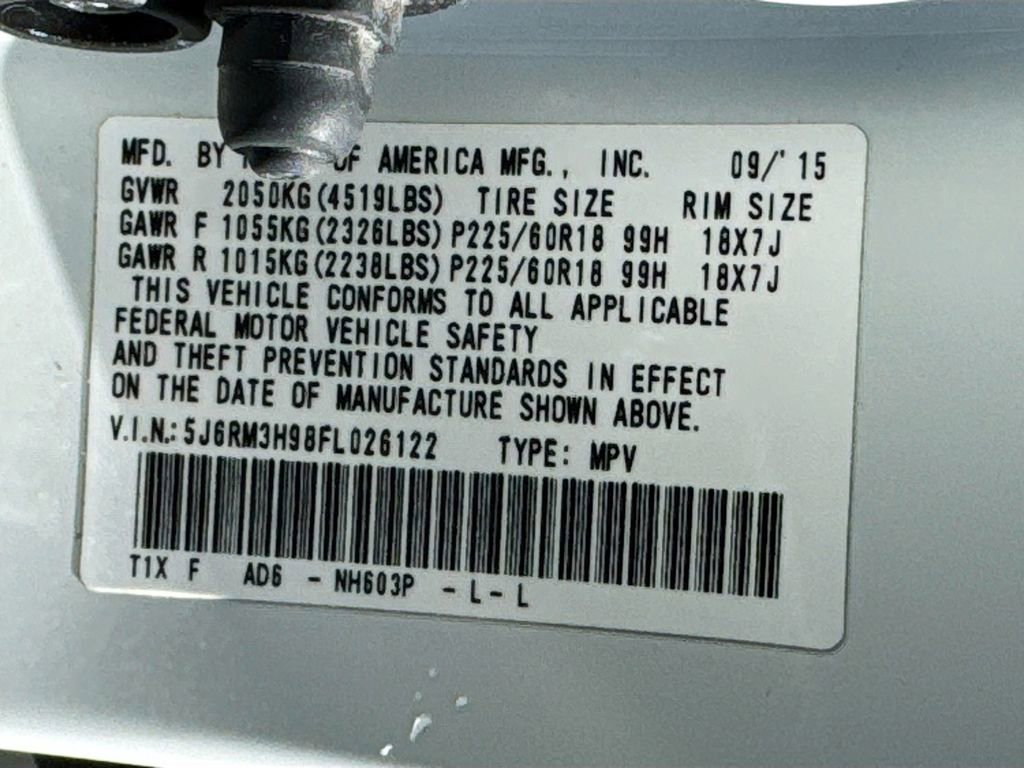 MFD. BY OF AMERICA MFG., INC. 09/'15
GVWR 2050KG(4519LBS) TIRE SIZE RIM SIZE
GAWR F 1055KG(2326LBS) P225/60R18 99H 18X7J
GAWR R 1015KG(2238LBS) P225/60R18 99H 18X7J
THIS VEHICLE CONFORMS TO ALL APPLICABLE
FEDERAL MOTOR VEHICLE SAFETY
AND THEFT PREVENTION STANDARDS IN EFFECT
ON THE DATE OF MANUFACTURE SHOWN ABOVE.
V.I.N.: 5J6RM3H98FL026122 TYPE: MPV
T1X F AD6 - NH603P - L - L